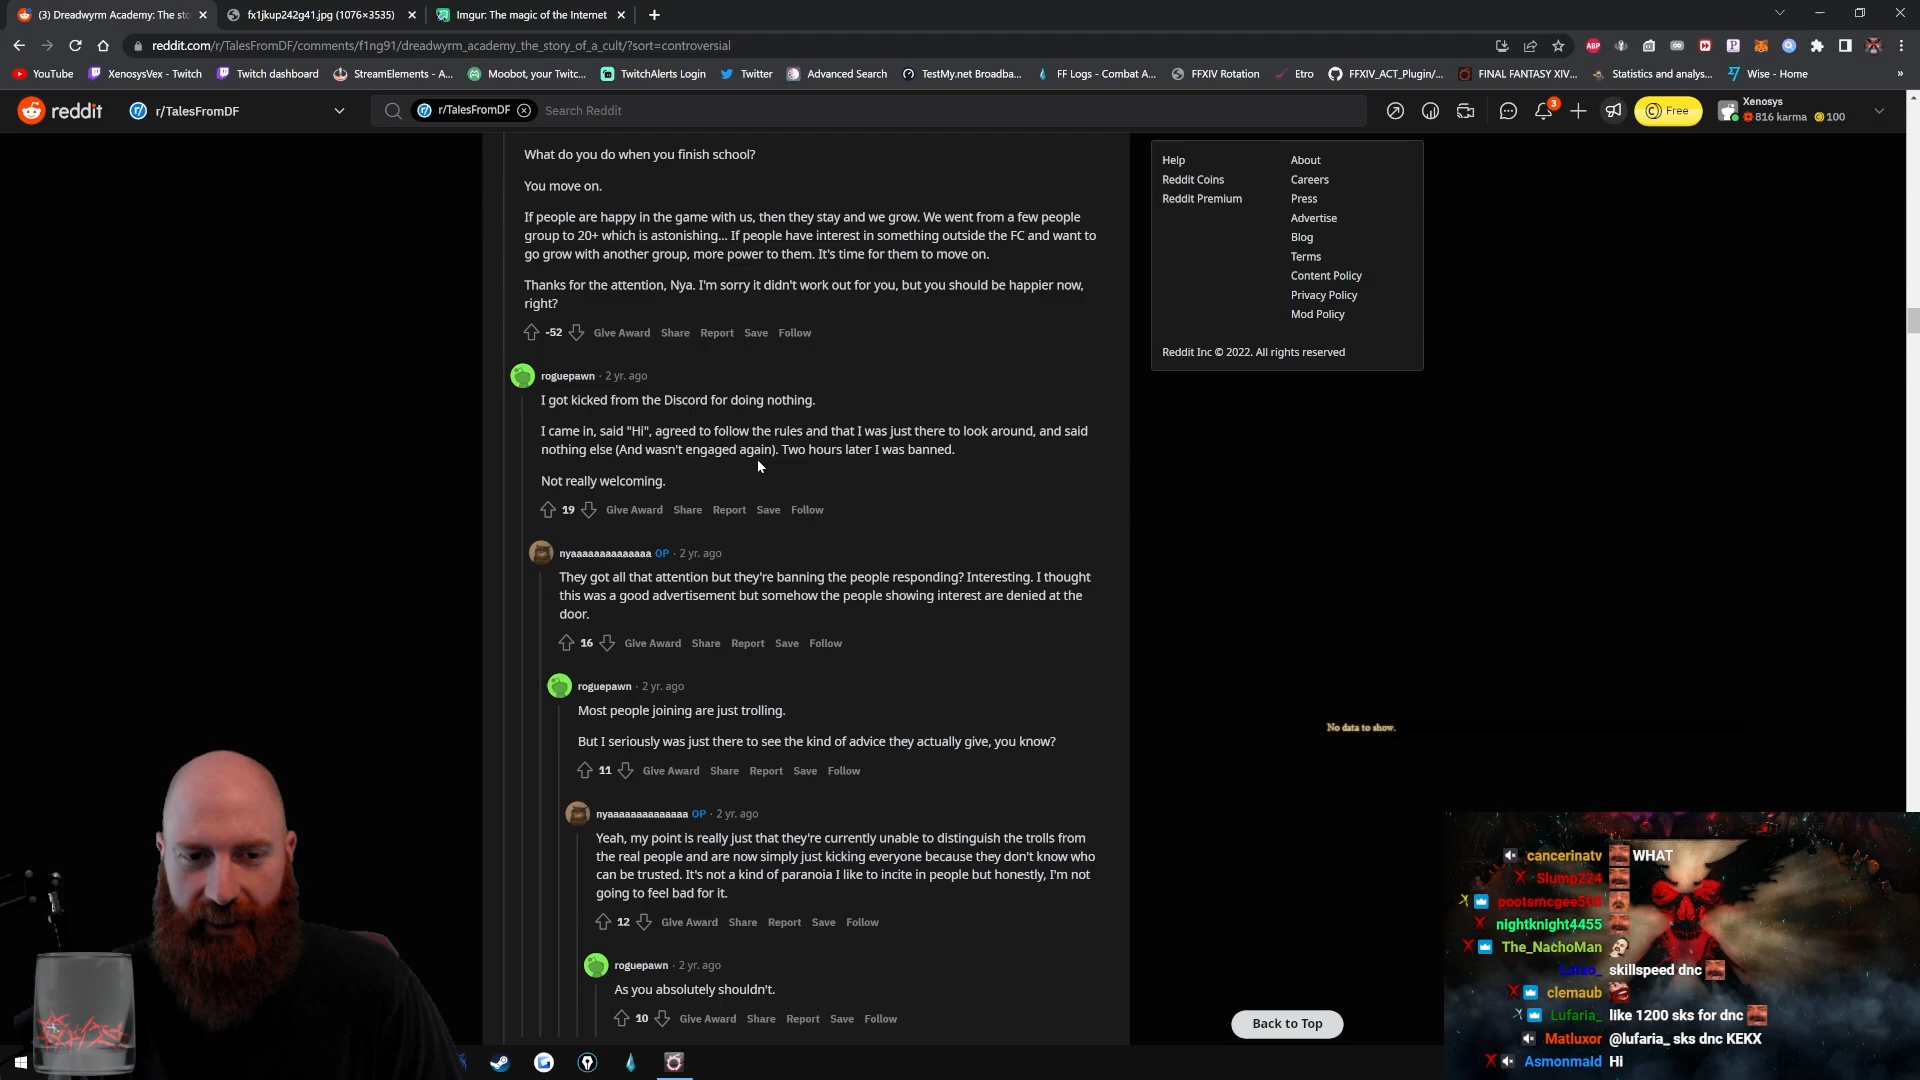 (3) Dreadwyrm Academy: The sto
fx1jkup242g41.jpg (1076×3535)
Imgur: The magic of the Internet
reddit.com/r/TalesFromDF/comments/f1ng91/dreadwyrm_academy_the_story_of_a_cult/?sort=controversial
ABP
YouTube
XenosysVex - Twitch
Twitch dashboard
StreamElements - A...
Moobot, your Twitc...
TwitchAlerts Login
Twitter
Advanced Search
TestMy.net Broadba...
FF Logs - Combat A...
FFXIV Rotation
Etro
FFXIV_ACT_Plugin/...
FINAL FANTASY XIV...
Statistics and analys...
Wise - Home
»
reddit
r/TalesFromDF
r/TalesFromDF
Search Reddit
3
Free
Xenosys
816 karma
100
What do you do when you finish school?
You move on.
If people are happy in the game with us, then they stay and we grow. We went from a few people
group to 20+ which is astonishing... If people have interest in something outside the FC and want to
go grow with another group, more power to them. It's time for them to move on.
Thanks for the attention, Nya. I'm sorry it didn't work out for you, but you should be happier now,
right?
-52 Give Award Share Report Save Follow
roguepawn · 2 yr. ago
I got kicked from the Discord for doing nothing.
I came in, said "Hi", agreed to follow the rules and that I was just there to look around, and said
nothing else (And wasn't engaged again). Two hours later I was banned.
Not really welcoming.
19 Give Award Share Report Save Follow
nyaaaaaaaaaaaaaa OP · 2 yr. ago
They got all that attention but they're banning the people responding? Interesting. I thought
this was a good advertisement but somehow the people showing interest are denied at the
door.
16 Give Award Share Report Save Follow
roguepawn · 2 yr. ago
Most people joining are just trolling.
But I seriously was just there to see the kind of advice they actually give, you know?
11 Give Award Share Report Save Follow
nyaaaaaaaaaaaaaa OP · 2 yr. ago
Yeah, my point is really just that they're currently unable to distinguish the trolls from
the real people and are now simply just kicking everyone because they don't know who
can be trusted. It's not a kind of paranoia I like to incite in people but honestly, I'm not
going to feel bad for it.
12 Give Award Share Report Save Follow
roguepawn · 2 yr. ago
As you absolutely shouldn't.
10 Give Award Share Report Save Follow
Help
About
Reddit Coins
Careers
Reddit Premium
Press
Advertise
Blog
Terms
Content Policy
Privacy Policy
Mod Policy
Reddit Inc © 2022. All rights reserved
No data to show.
Back to Top
cancerinatv WHAT
Slump224
pootsmcgee503
nightknight4455
The_NachoMan
skillspeed dnc
clemaub
Lufaria_ like 1200 sks for dnc
Matluxor @lufaria_ sks dnc KEKX
Asmonmald Hi